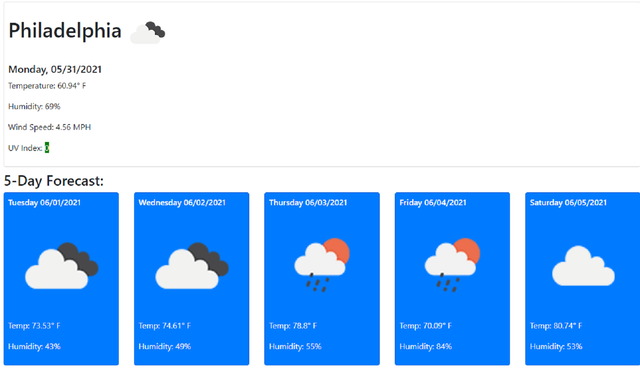 Philadelphia
Monday, 05/31/2021
Temperature: 60.94° F
Humidity: 69%
Wind Speed: 4.56 MPH
UV Index: 0
5-Day Forecast:
Tuesday 06/01/2021
Temp: 73.53° F
Humidity: 43%
Wednesday 06/02/2021
Temp: 74.61° F
Humidity: 49%
Thursday 06/03/2021
Temp: 78.8° F
Humidity: 55%
Friday 06/04/2021
Temp: 70.09° F
Humidity: 84%
Saturday 06/05/2021
Temp: 80.74° F
Humidity: 53%